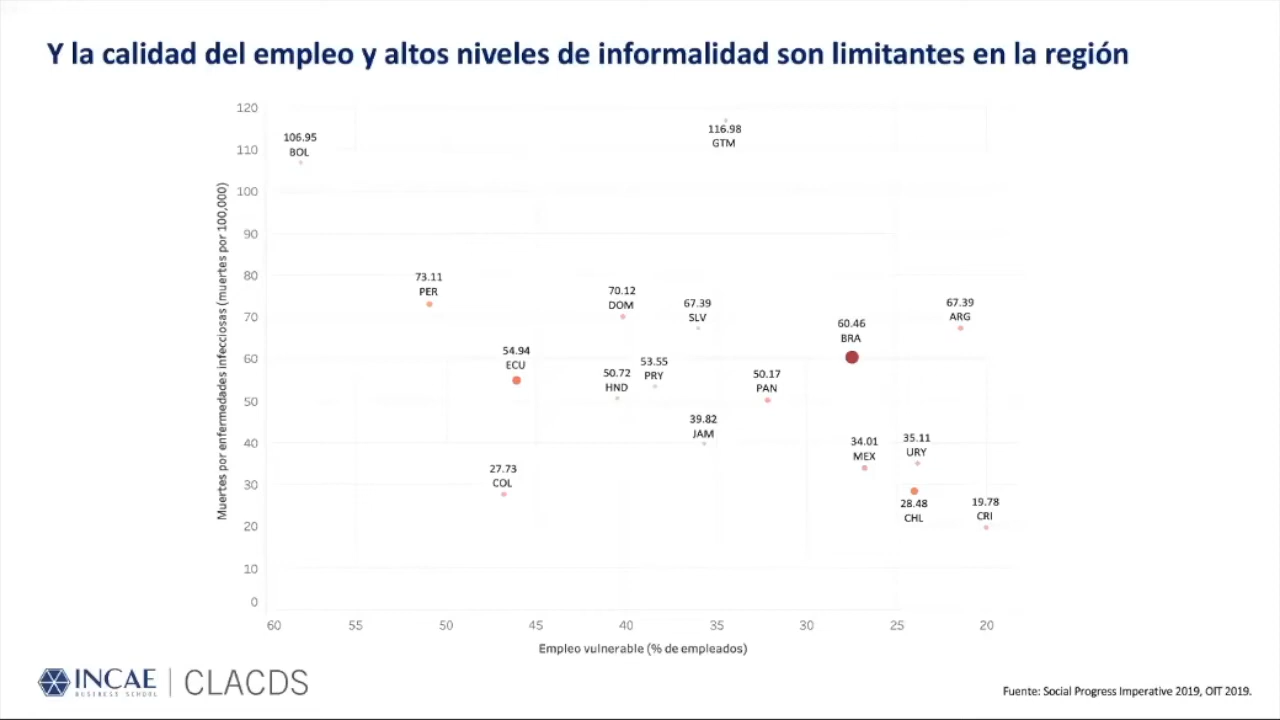 Y la calidad del empleo y altos niveles de informalidad son limitantes en la región
Muertes por enfermedades infecciosas (muertes por 100,000)
120
110
100
90
80
70
60
50
40
30
20
10
0
106.95
BOL
116.98
GTM
73.11
PER
70.12
DOM
67.39
SLV
67.39
ARG
60.46
BRA
54.94
ECU
50.72
HND
53.55
PRY
50.17
PAN
39.82
JAM
34.01
MEX
35.11
URY
27.73
COL
28.48
CHL
19.78
CRI
60 55 50 45 40 35 30 25 20
Empleo vulnerable (% de empleados)
INCAE
BUSINESS SCHOOL
CLACDS
Fuente: Social Progress Imperative 2019, OIT 2019.